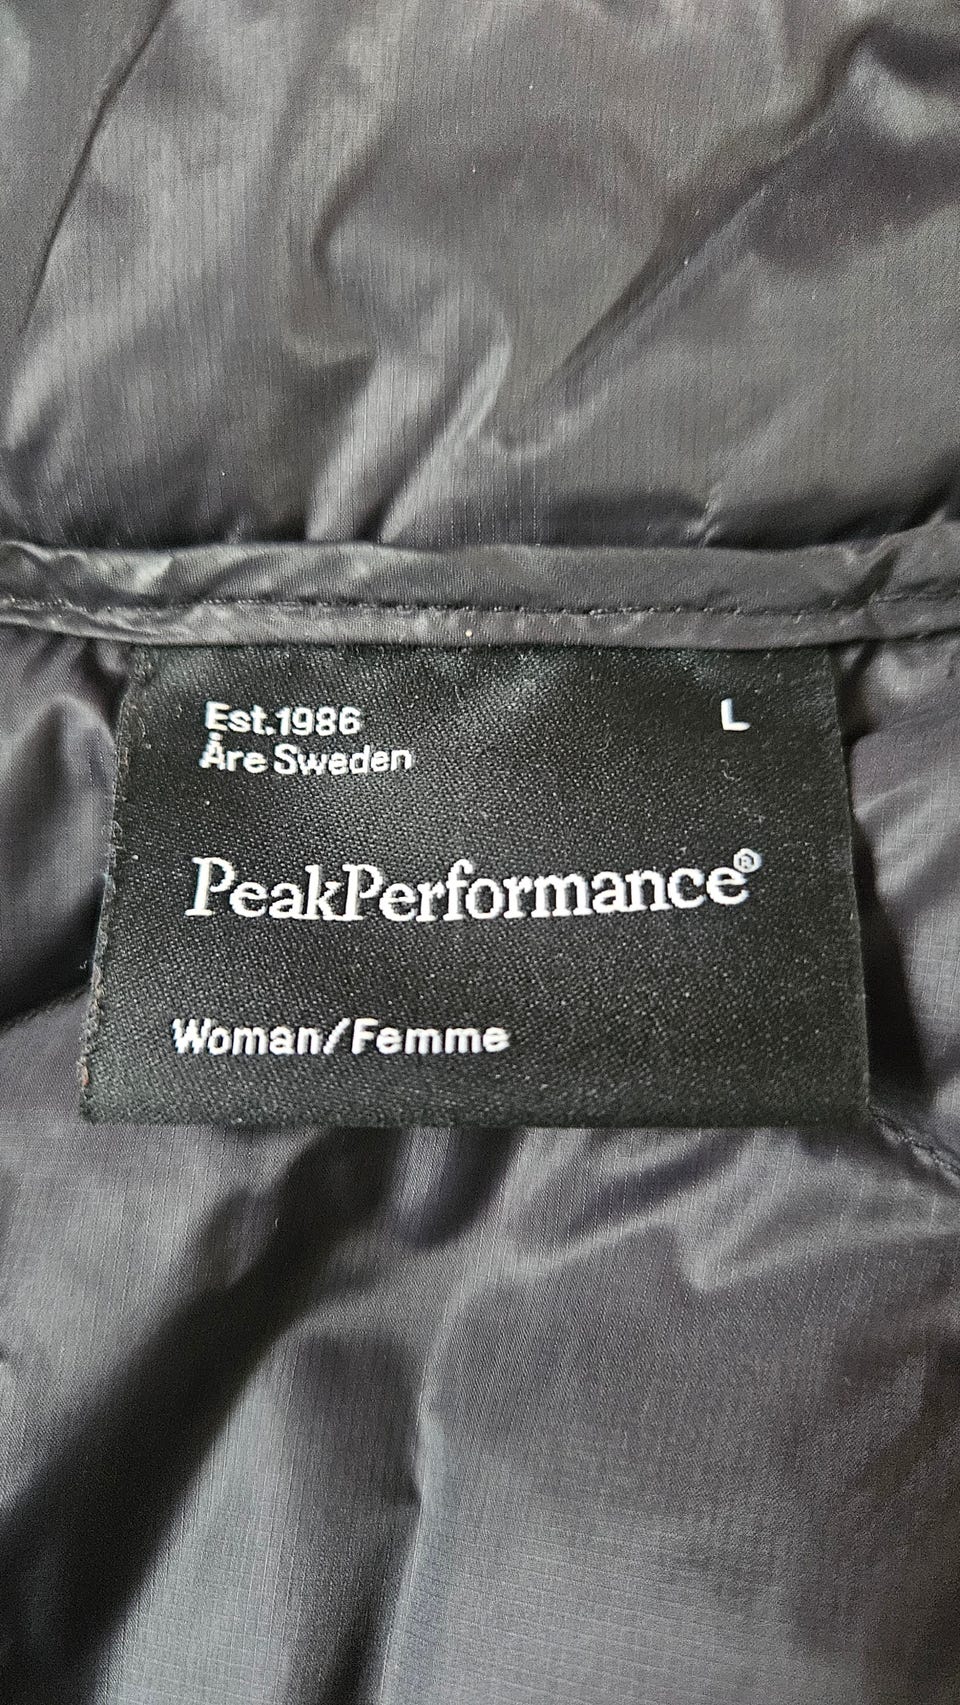 Est.1986
L
Åre Sweden
PeakPerformance®
Woman/Femme